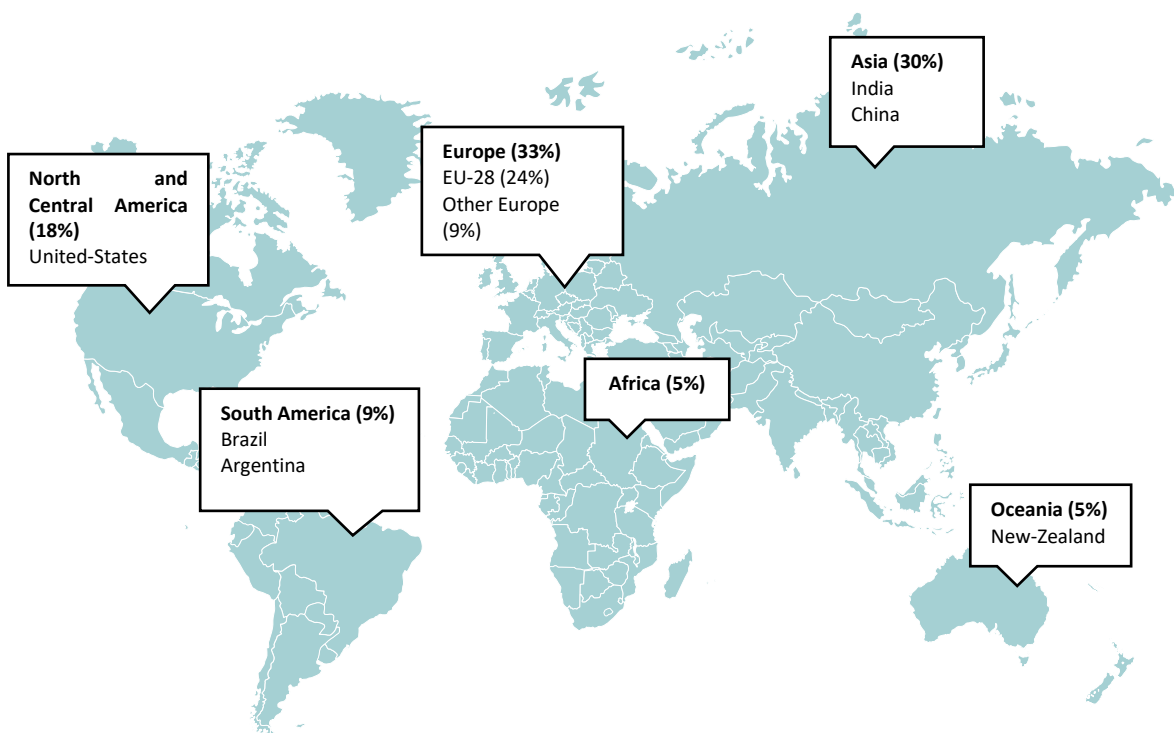 Asia (30%)
India
China
Europe (33%)
EU-28 (24%)
Other Europe
(9%)
North and
Central America
(18%)
United-States
Africa (5%)
South America (9%)
Brazil
Argentina
Oceania (5%)
New-Zealand